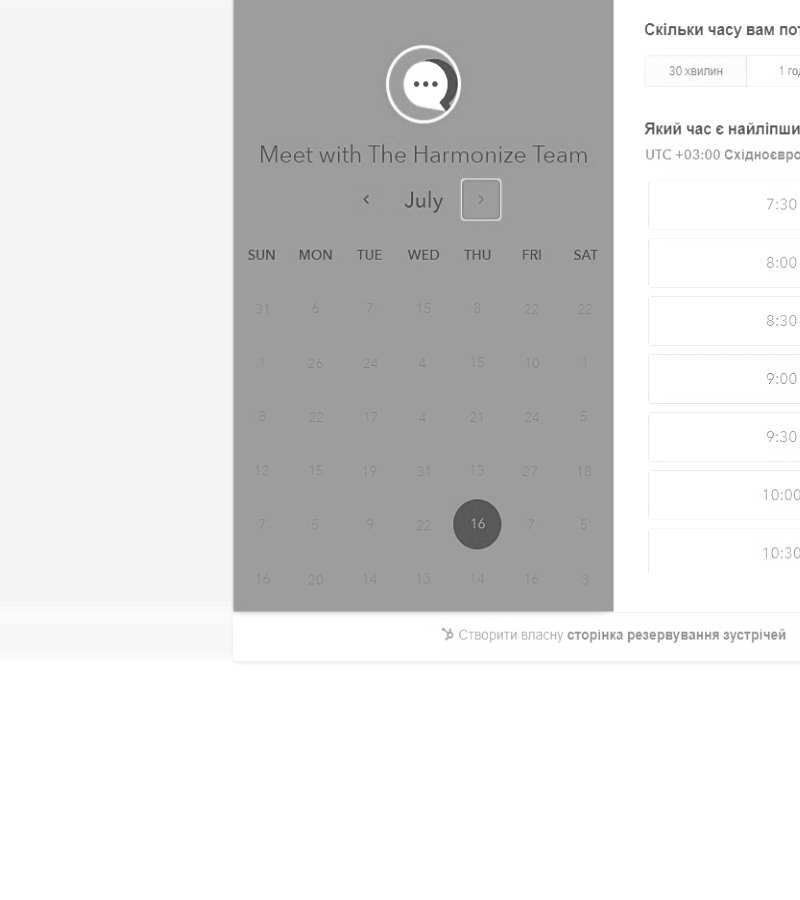 Meet with The Harmonize Team
July
SUN MON TUE WED THU FRI SAT
31 6 7 15 8 22 22
1 26 24 4 15 10 1
8 22 17 4 21 24 5
12 15 19 31 13 27 18
7 5 9 22 16 7 5
16 20 14 13 14 16 3
Скільки часу вам
30 хвилин
1
Який час є
UTC +03:00
7:30
8:00
8:30
9:00
9:30
10:00
10:30
Створити власну сторінка резервування зустрічей